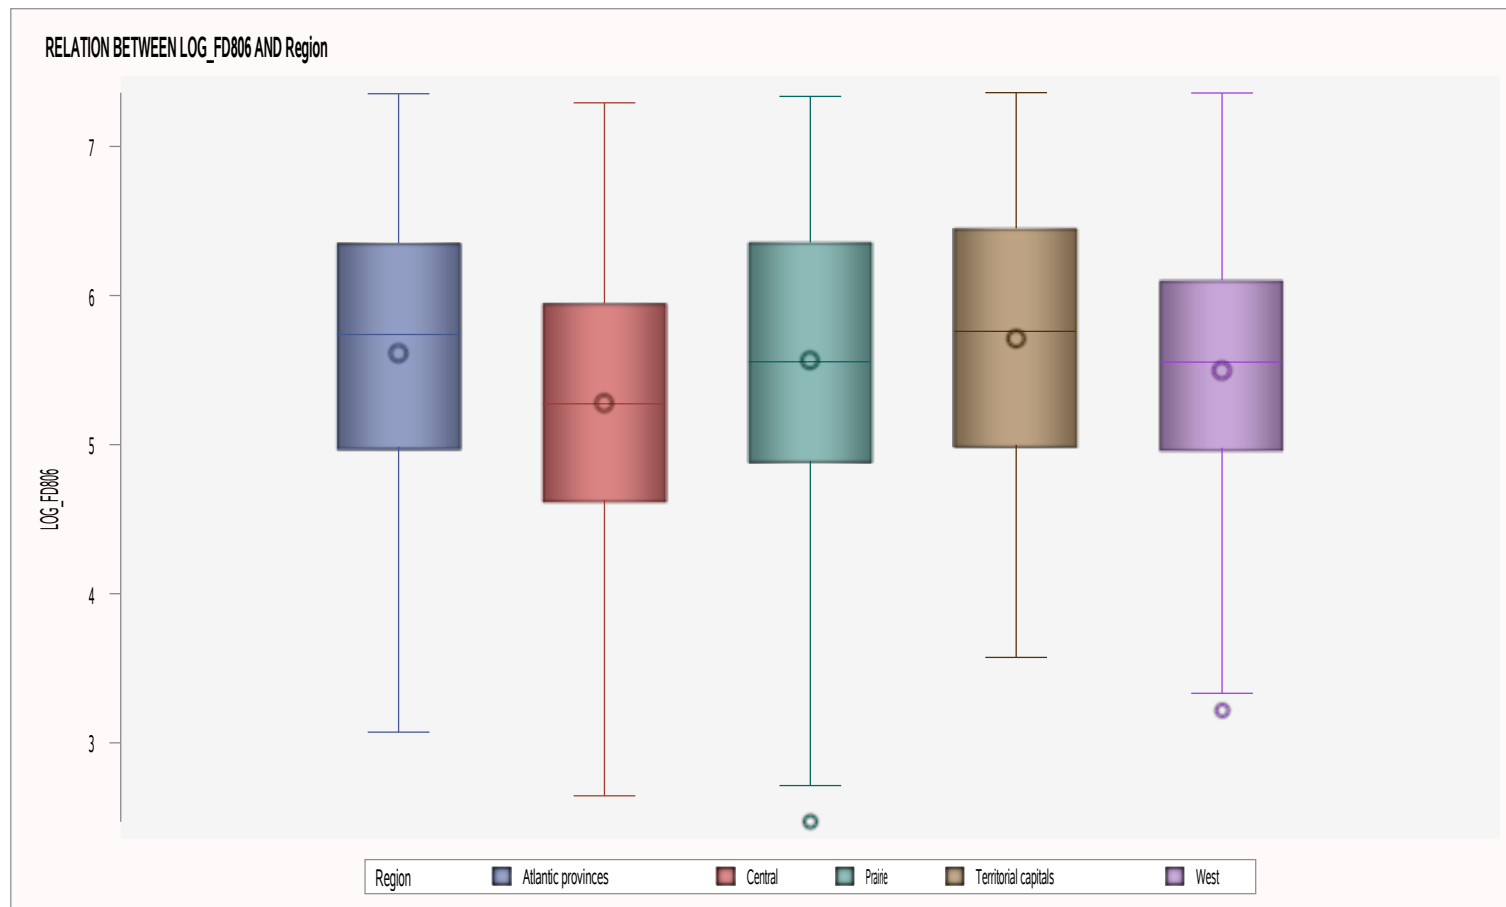 RELATION BETWEEN LOG_FD806 AND Region
7
6
5
4
3
LOG_FD806
Region Atlantic provinces Central Prairie Territorial capitals West